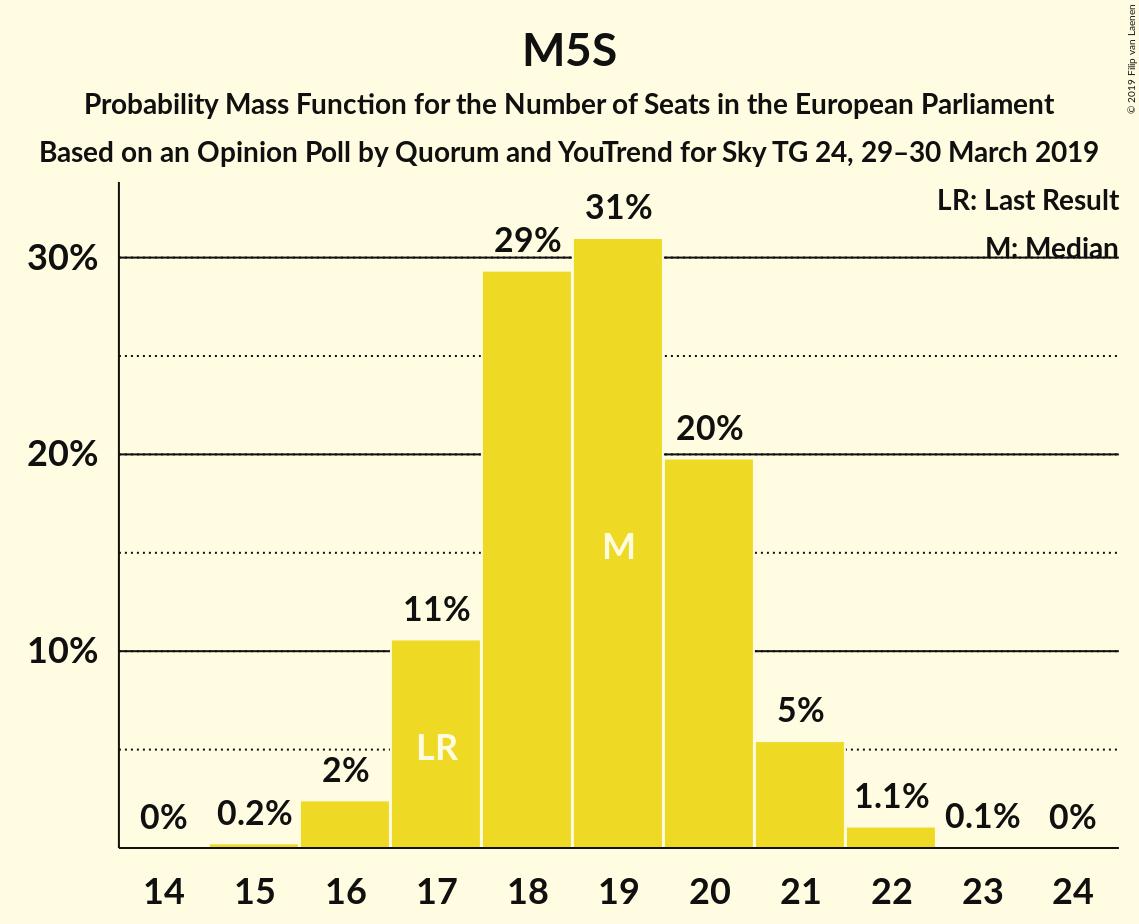 M5S
Probability Mass Function for the Number of Seats in the European Parliament
Based on an Opinion Poll by Quorum and YouTrend for Sky TG 24, 29–30 March 2019
© 2019 Filip van Laenen
LR: Last Result
M: Median
30%
20%
10%
0%
0.2%
2%
11%
29%
31%
20%
5%
1.1%
0.1%
0%
LR
M
14 15 16 17 18 19 20 21 22 23 24